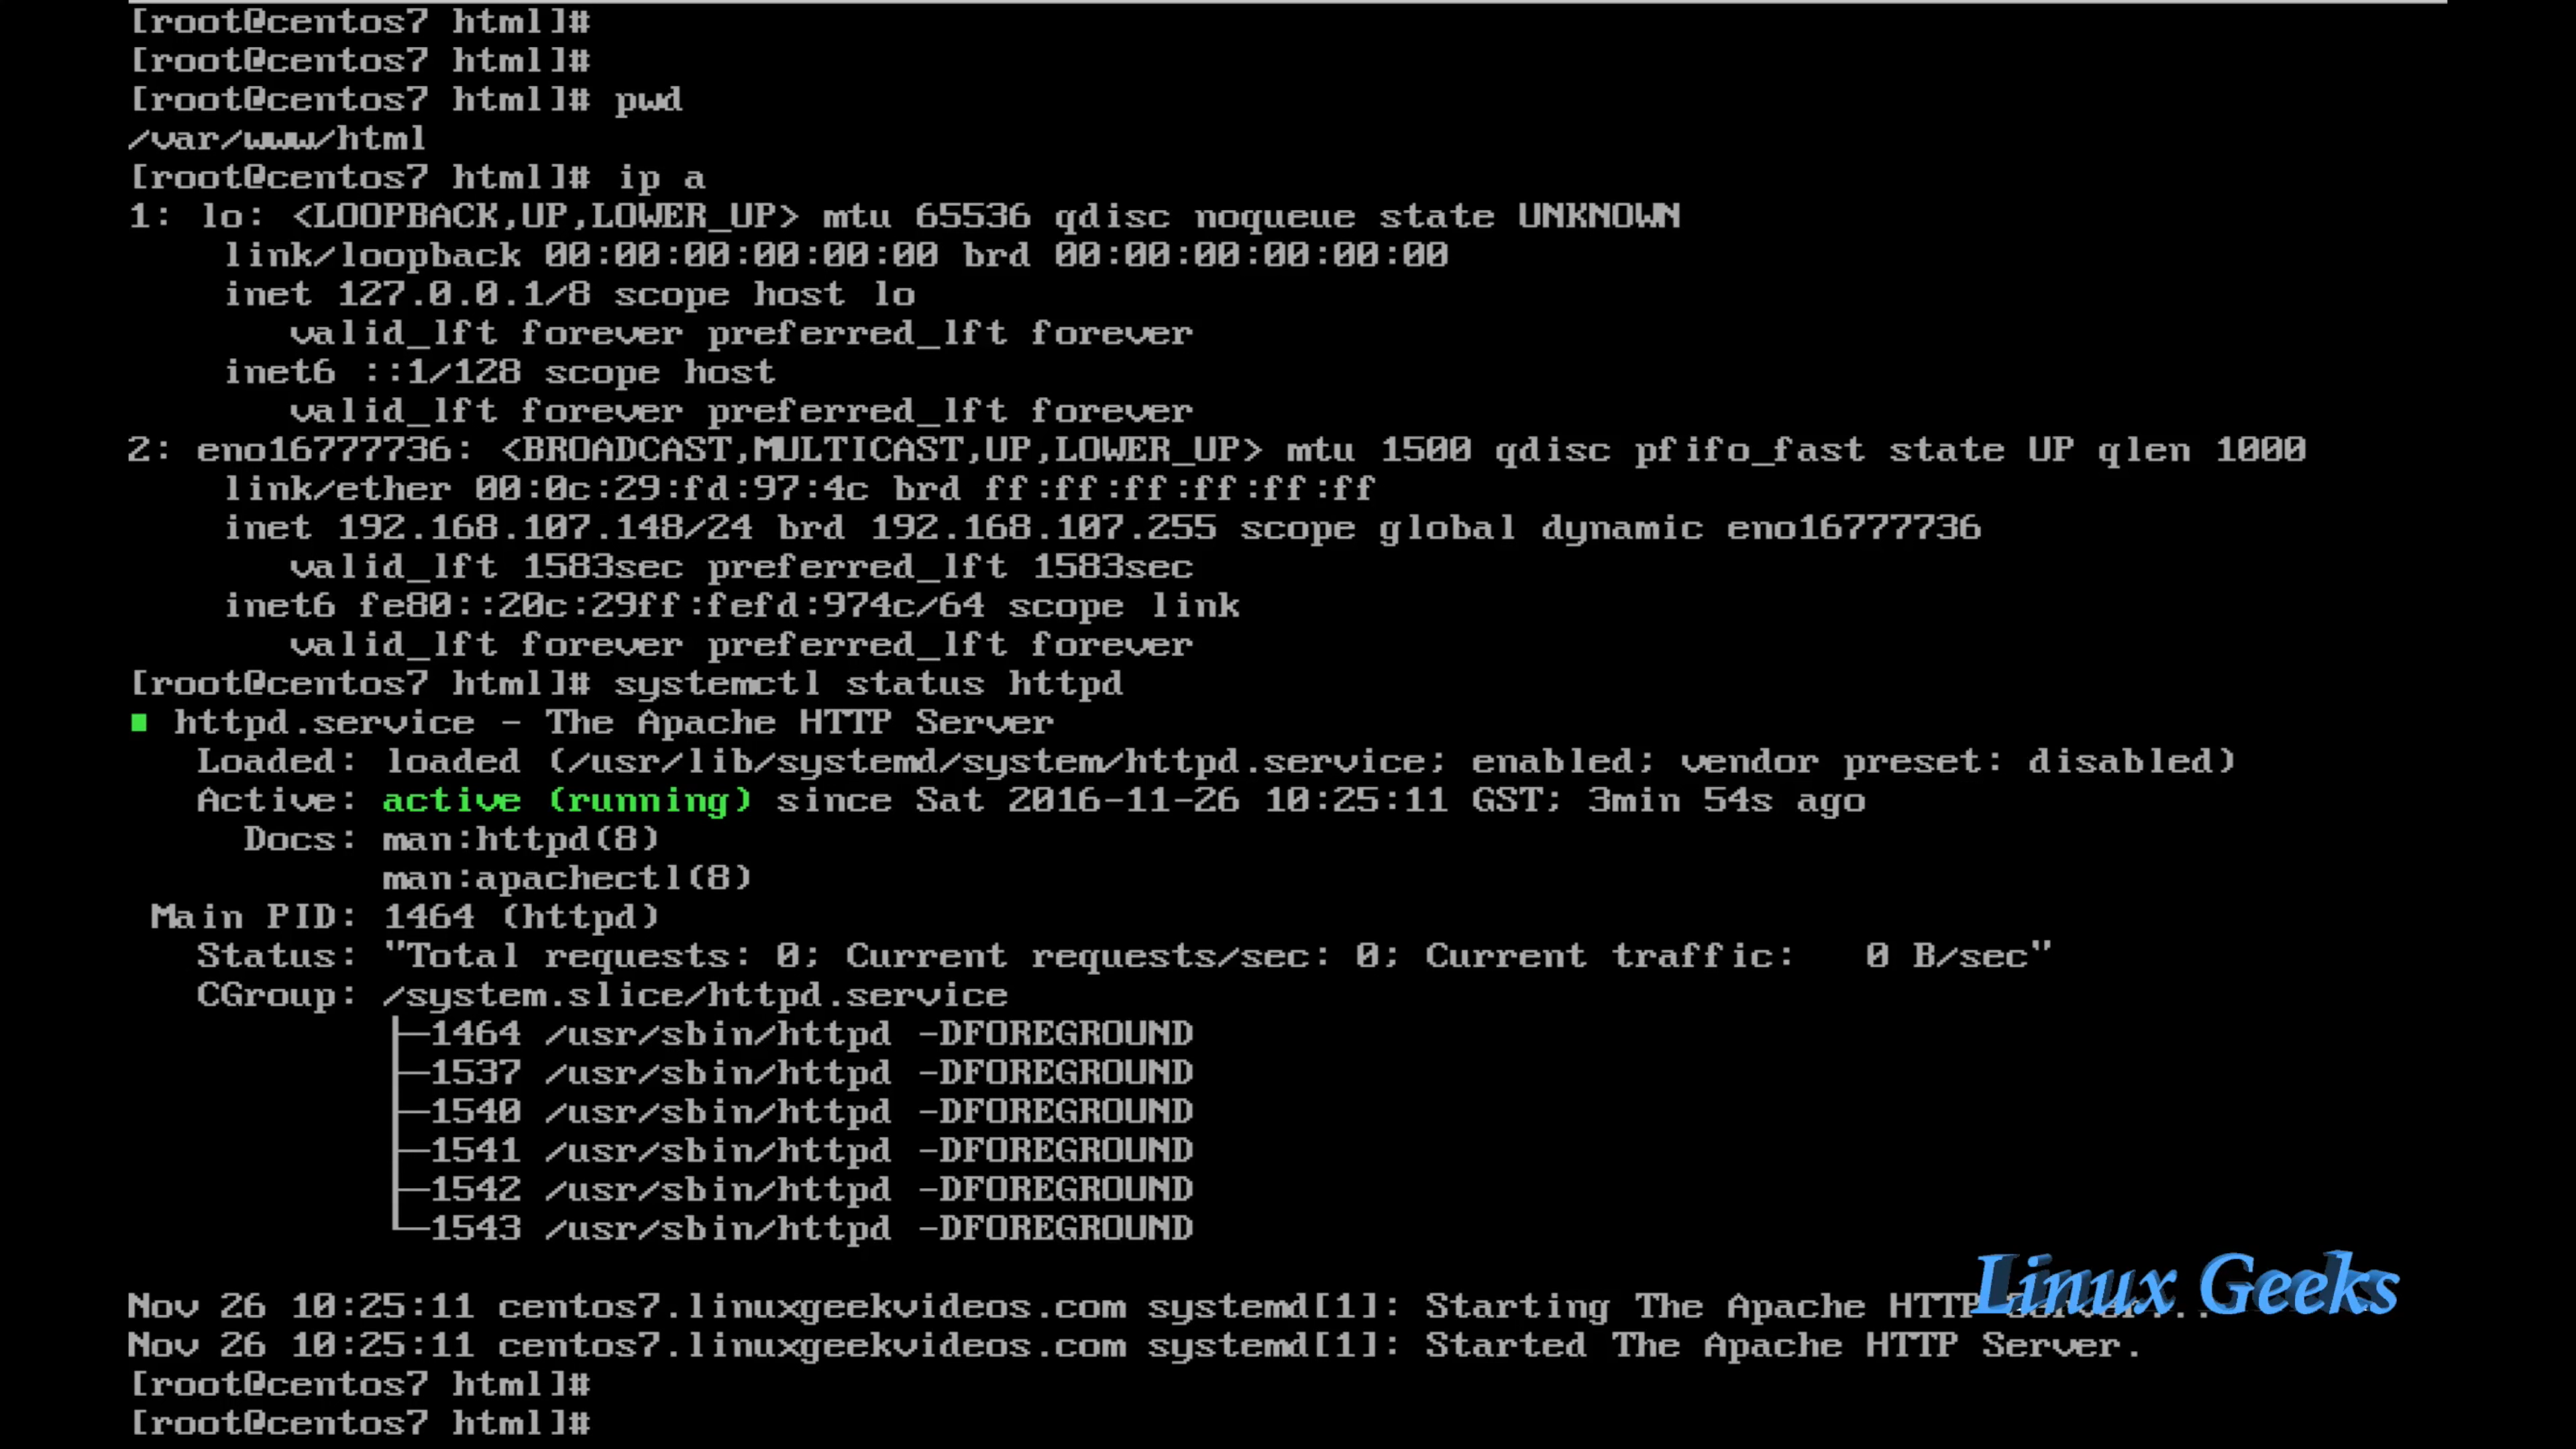 [root@centos7 html]#
[root@centos7 html]#
[root@centos7 html]# pwd
/var/www/html
[root@centos7 html]# ip a
1: lo: <LOOPBACK,UP,LOWER_UP> mtu 65536 qdisc noqueue state UNKNOWN
    link/loopback 00:00:00:00:00:00 brd 00:00:00:00:00:00
    inet 127.0.0.1/8 scope host lo
       valid_lft forever preferred_lft forever
    inet6 ::1/128 scope host
       valid_lft forever preferred_lft forever
2: eno16777736: <BROADCAST,MULTICAST,UP,LOWER_UP> mtu 1500 qdisc pfifo_fast state UP qlen 1000
    link/ether 00:0c:29:fd:97:4c brd ff:ff:ff:ff:ff:ff
    inet 192.168.107.148/24 brd 192.168.107.255 scope global dynamic eno16777736
       valid_lft 1583sec preferred_lft 1583sec
    inet6 fe80::20c:29ff:fefd:974c/64 scope link
       valid_lft forever preferred_lft forever
[root@centos7 html]# systemctl status httpd
■ httpd.service - The Apache HTTP Server
   Loaded: loaded (/usr/lib/systemd/system/httpd.service; enabled; vendor preset: disabled)
   Active: active (running) since Sat 2016-11-26 10:25:11 GST; 3min 54s ago
     Docs: man:httpd(8)
           man:apachectl(8)
 Main PID: 1464 (httpd)
   Status: "Total requests: 0; Current requests/sec: 0; Current traffic:   0 B/sec"
   CGroup: /system.slice/httpd.service
           ├─1464 /usr/sbin/httpd -DFOREGROUND
           ├─1537 /usr/sbin/httpd -DFOREGROUND
           ├─1540 /usr/sbin/httpd -DFOREGROUND
           ├─1541 /usr/sbin/httpd -DFOREGROUND
           ├─1542 /usr/sbin/httpd -DFOREGROUND
           └─1543 /usr/sbin/httpd -DFOREGROUND
Linux Geeks
Nov 26 10:25:11 centos7.linuxgeekvideos.com systemd[1]: Starting The Apache HTTP Server...
Nov 26 10:25:11 centos7.linuxgeekvideos.com systemd[1]: Started The Apache HTTP Server.
[root@centos7 html]#
[root@centos7 html]#